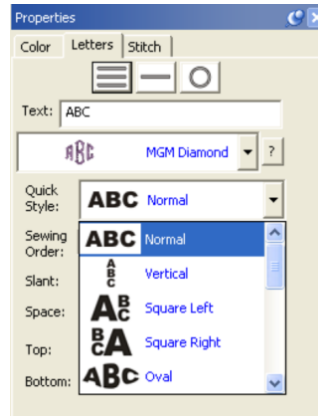 Properties
Color Letters Stitch
Text: ABC
ABC MGM Diamond ?
Quick Style: ABC Normal
Sewing Order: ABC Normal
Slant: ABC Vertical
Space: ABC Square Left
Top: BCA Square Right
Bottom: ABC Oval